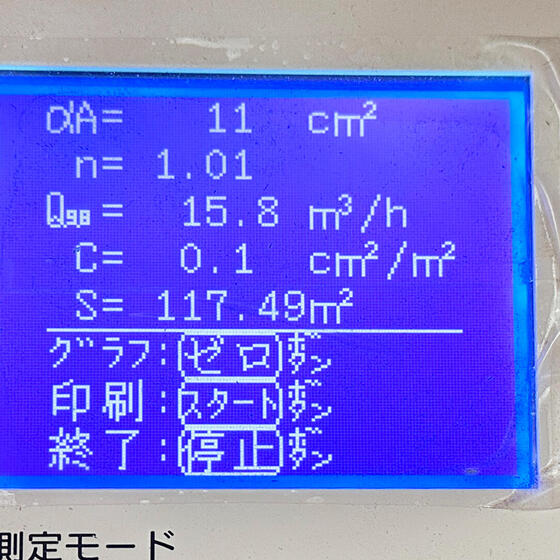 αA= 11 cm²
n= 1.01
Q₉.₈= 15.8 m³/h
C= 0.1 cm²/m²
S= 117.49m²
グラフ:(ゼロ)ボタン
印刷:(スタート)ボタン
終了:(停止)ボタン
測定モード